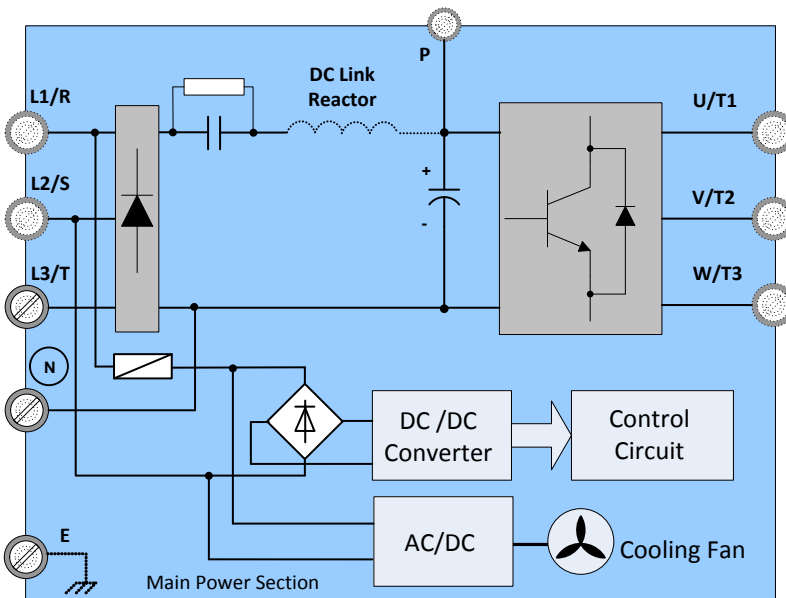 P
L1/R
DC Link
Reactor
U/T1
L2/S
+
-
V/T2
L3/T
W/T3
N
DC /DC
Converter
Control
Circuit
E
AC/DC
Cooling Fan
Main Power Section